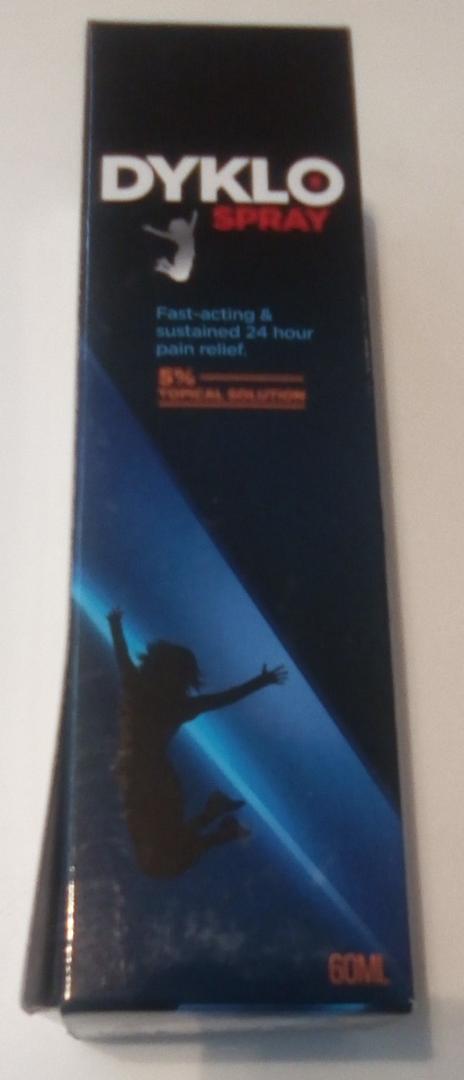 DYKLO
SPRAY
Fast-acting &
sustained 24 hour
pain relief.
5%
TOPICAL SOLUTION
60ML